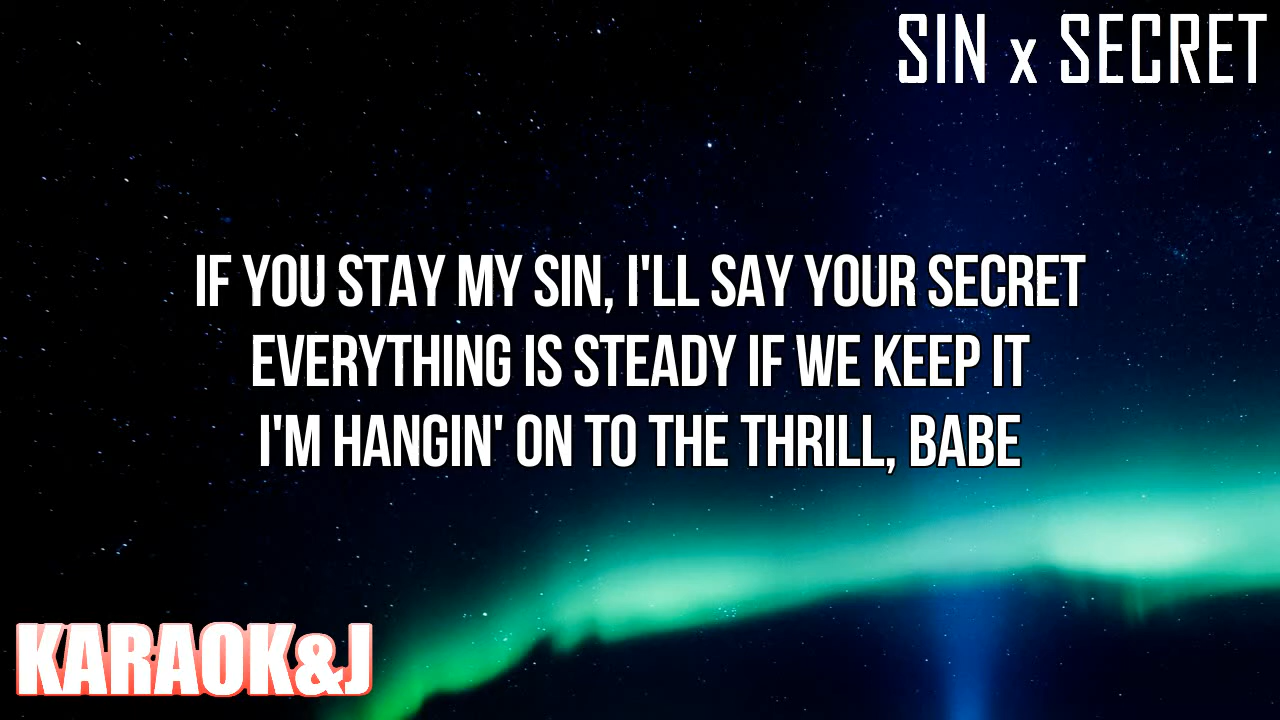 SIN x SECRET
IF YOU STAY MY SIN, I'LL SAY YOUR SECRET
EVERYTHING IS STEADY IF WE KEEP IT
I'M HANGIN' ON TO THE THRILL, BABE
KARAOK&J